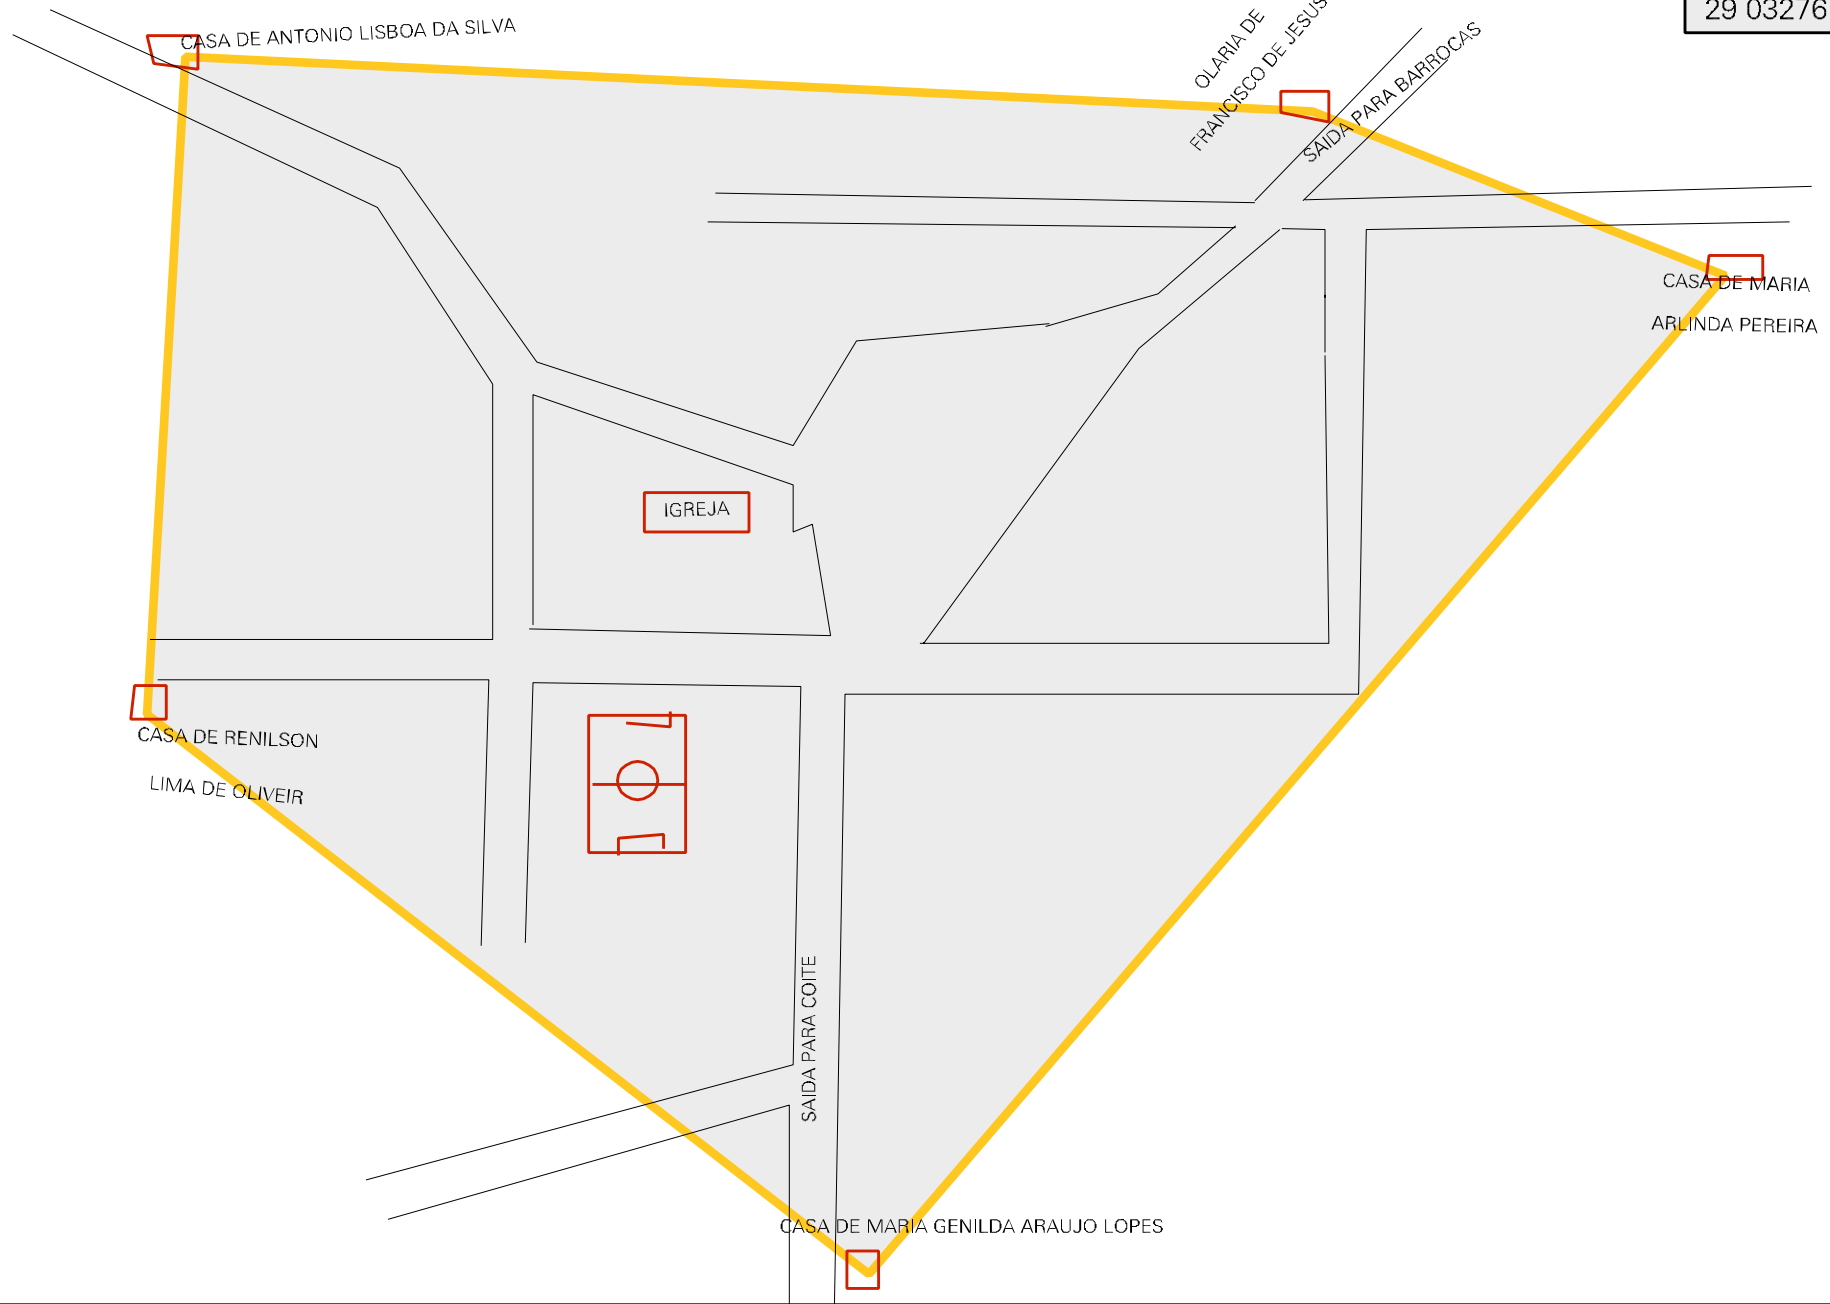 29 03276
CASA DE ANTONIO LISBOA DA SILVA
OLARIA DE
FRANCISCO DE JESUS
SAIDA PARA BARROCAS
CASA DE MARIA
ARLINDA PEREIRA
IGREJA
CASA DE RENILSON
LIMA DE OLIVEIR
SAIDA PARA COITE
CASA DE MARIA GENILDA ARAUJO LOPES